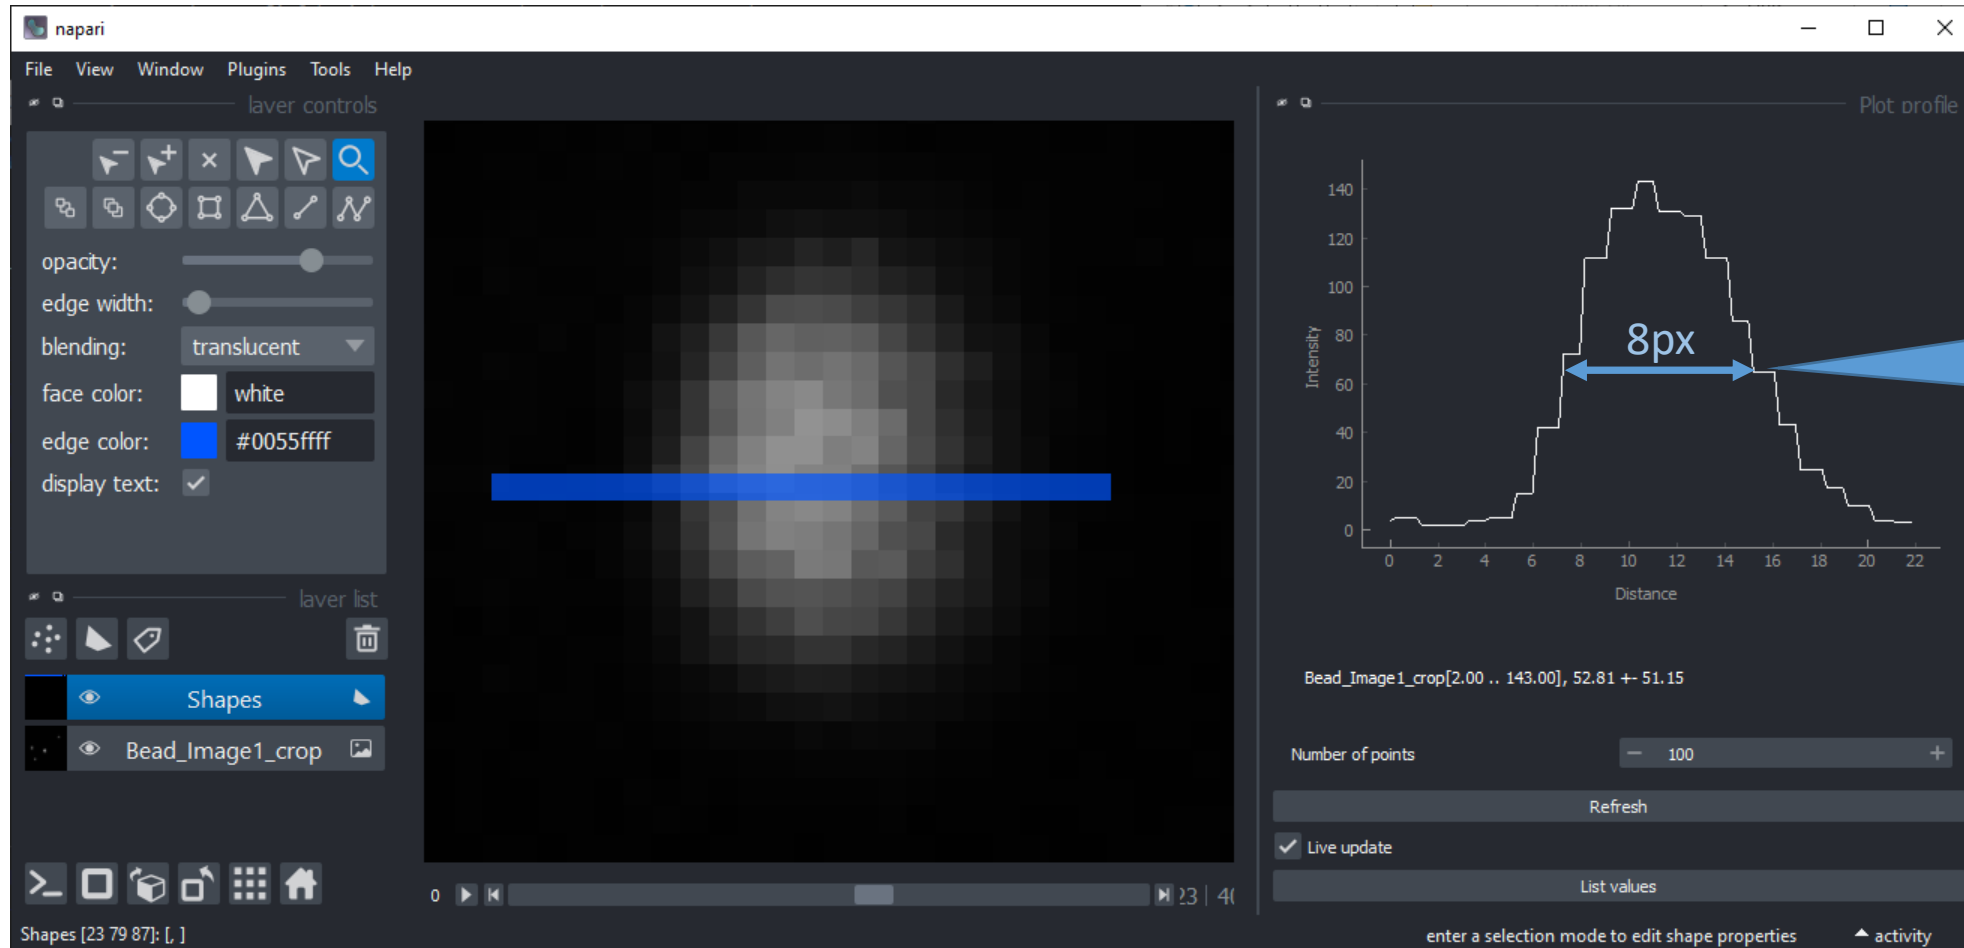 napari
File View Window Plugins Tools Help
layer controls
opacity:
edge width:
blending: translucent
face color: white
edge color: #0055ffff
display text:
layer list
Shapes
Bead_Image1_crop
Shapes [23 79 87]: [, ]
0
23 | 40
Plot profile
140
120
100
80
60
40
20
0
Intensity
8px
0 2 4 6 8 10 12 14 16 18 20 22
Distance
Bead_Image1_crop[2.00 .. 143.00], 52.81 +- 51.15
Number of points 100
Refresh
Live update
List values
enter a selection mode to edit shape properties activity